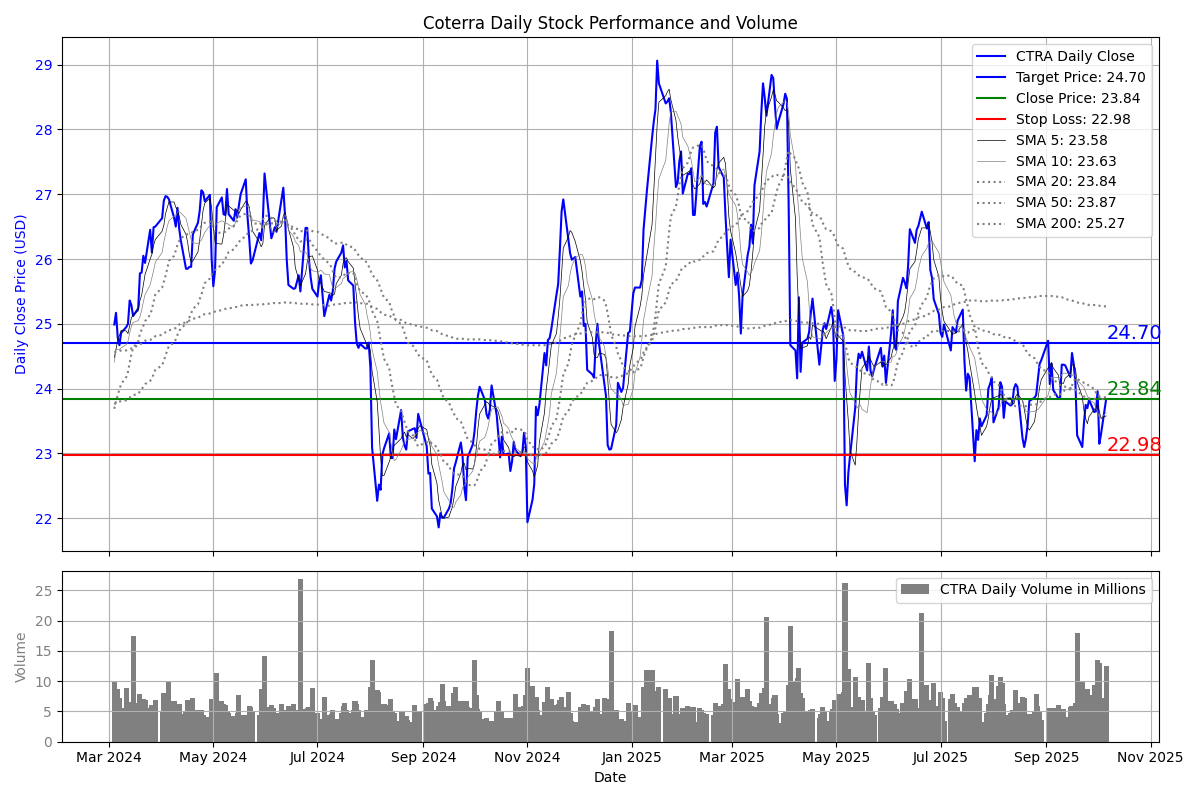 Coterra Daily Stock Performance and Volume
Daily Close Price (USD)
29
28
27
26
25
24
23
22
CTRA Daily Close
Target Price: 24.70
Close Price: 23.84
Stop Loss: 22.98
SMA 5: 23.58
SMA 10: 23.63
SMA 20: 23.84
SMA 50: 23.87
SMA 200: 25.27
24.70
23.84
22.98
Volume
25
20
15
10
5
0
CTRA Daily Volume in Millions
Mar 2024 May 2024 Jul 2024 Sep 2024 Nov 2024 Jan 2025 Mar 2025 May 2025 Jul 2025 Sep 2025 Nov 2025
Date